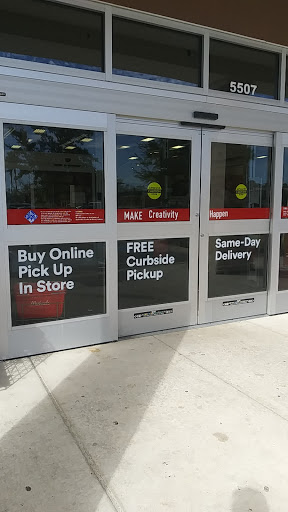 5507
MAKE Creativity Happen
Buy Online
Pick Up
In Store
FREE
Curbside
Pickup
Same-Day
Delivery